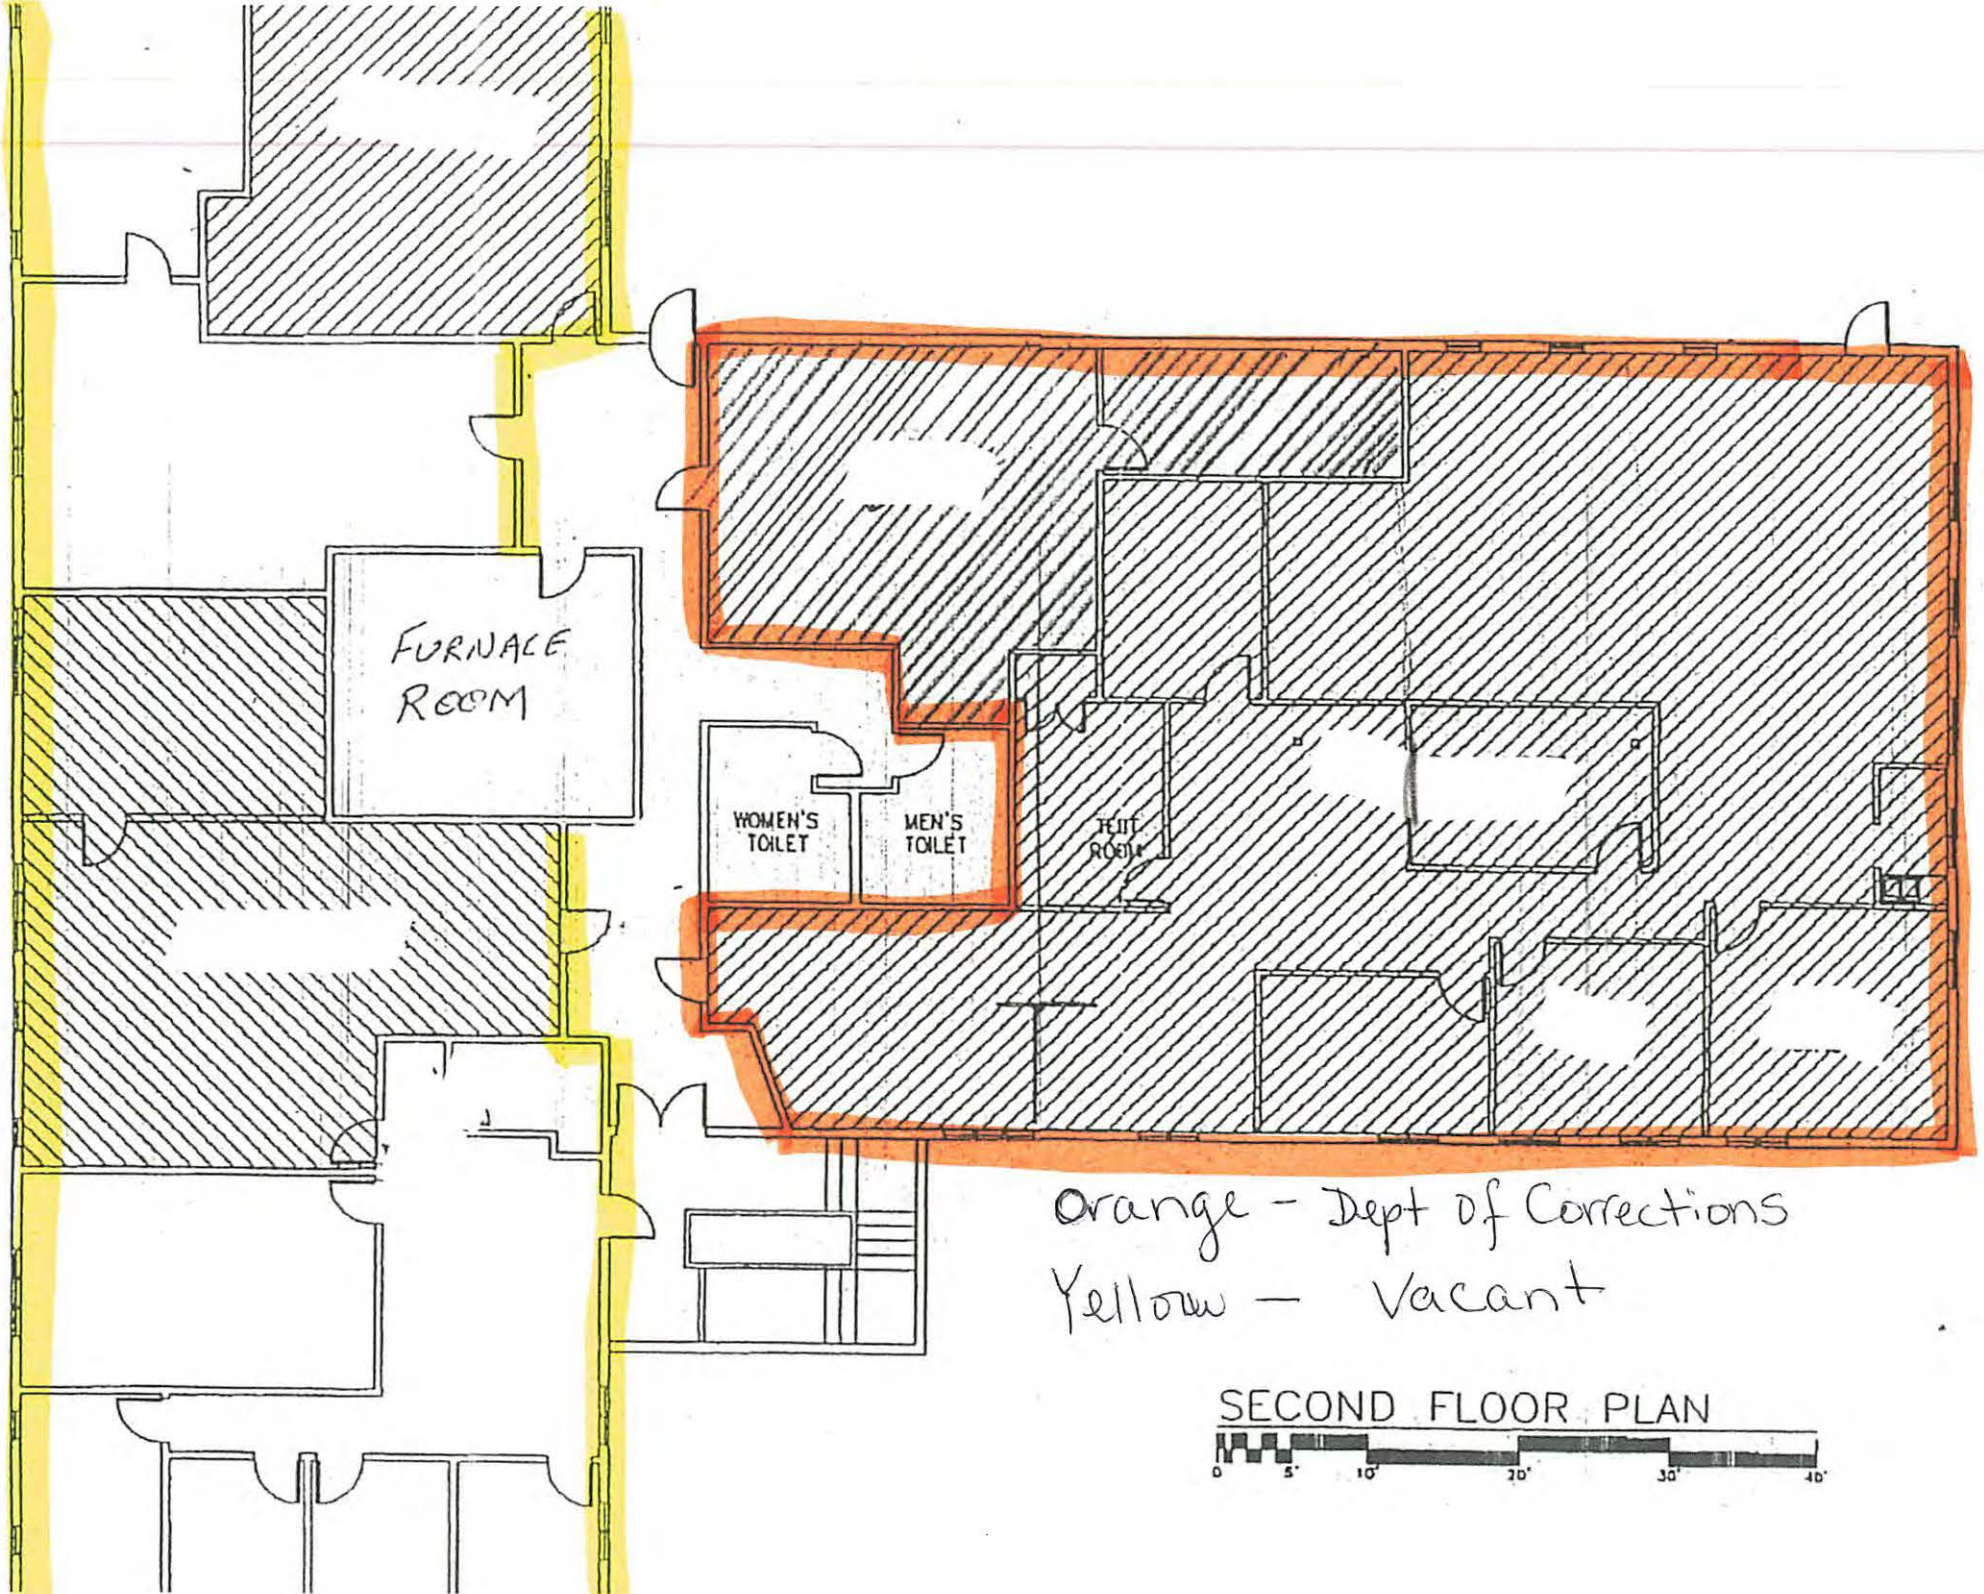 FURNACE
ROOM
WOMEN'S
TOILET
MEN'S
TOILET
ROOM
Orange - Dept of Corrections
Yellow - Vacant
SECOND FLOOR PLAN
0 5' 10' 20' 30' 40'